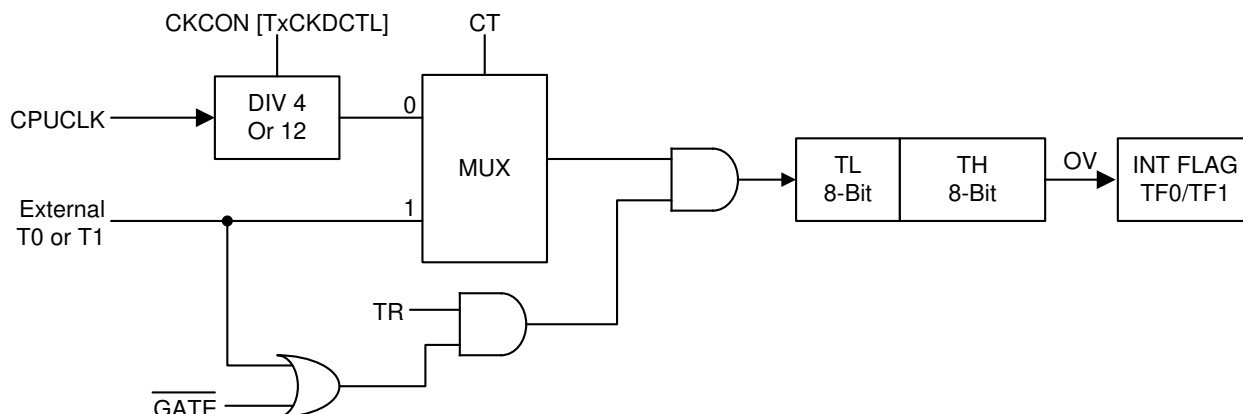 CKCON [TxCKDCTL]
CT
CPUCLK
DIV 4
Or 12
0
MUX
TL
8-Bit
TH
8-Bit
OV
INT FLAG
TF0/TF1
External
T0 or T1
1
TR
GATE